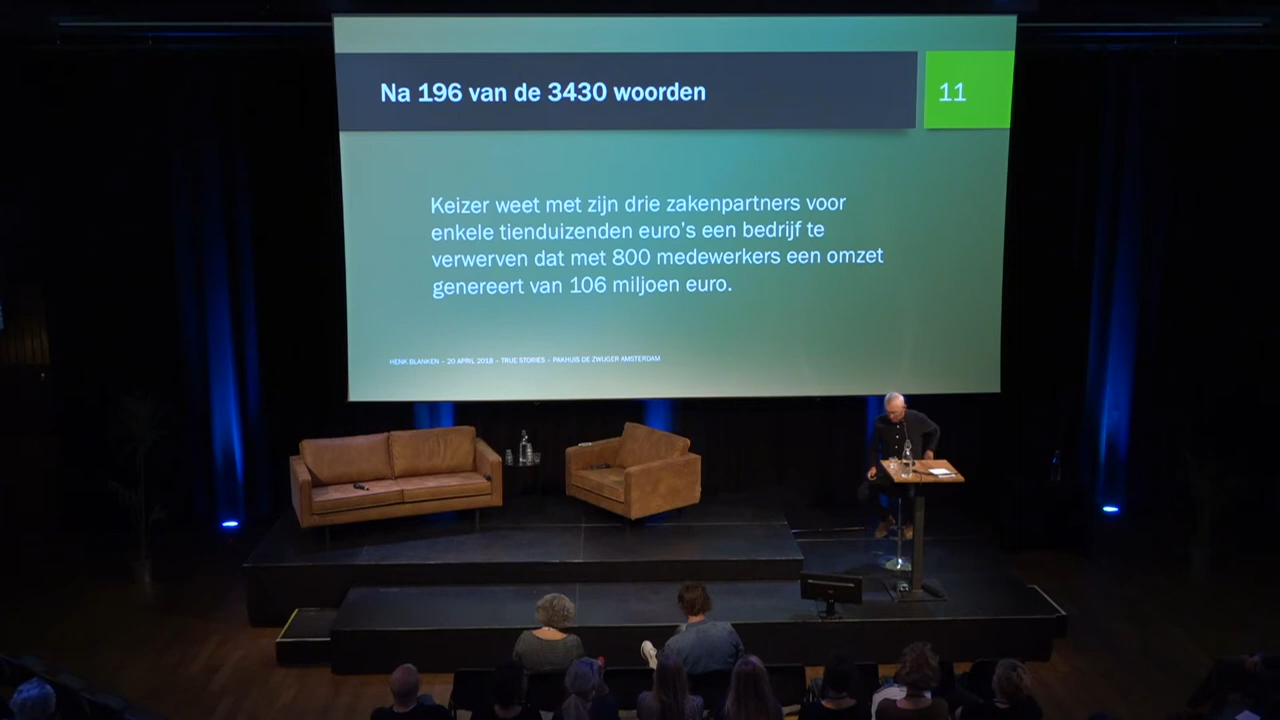 Na 196 van de 3430 woorden
11
Keizer weet met zijn drie zakenpartners voor
enkele tienduizenden euro's een bedrijf te
verwerven dat met 800 medewerkers een omzet
genereert van 106 miljoen euro.
HENK BLANKEN – 20 APRIL 2018 – TRUE STORIES – PAKHUIS DE ZWIJGER AMSTERDAM